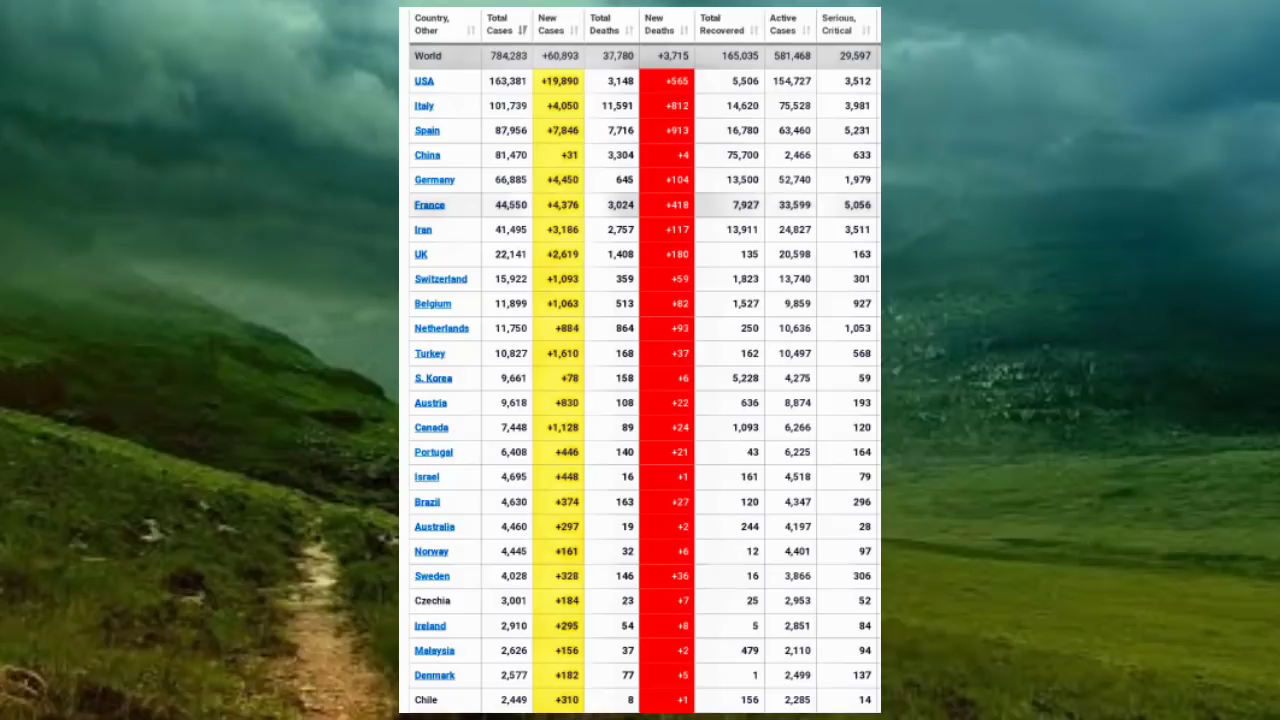 Country, Other Total Cases New Cases Total Deaths New Deaths Total Recovered Active Cases Serious, Critical
World 784,283 +60,893 37,780 +3,715 165,035 581,468 29,597
USA 163,381 +19,890 3,148 +565 5,506 154,727 3,512
Italy 101,739 +4,050 11,591 +812 14,620 75,528 3,981
Spain 87,956 +7,846 7,716 +913 16,780 63,460 5,231
China 81,470 +31 3,304 +4 75,700 2,466 633
Germany 66,885 +4,450 645 +104 13,500 52,740 1,979
France 44,550 +4,376 3,024 +418 7,927 33,599 5,056
Iran 41,495 +3,186 2,757 +117 13,911 24,827 3,511
UK 22,141 +2,619 1,408 +180 135 20,598 163
Switzerland 15,922 +1,093 359 +59 1,823 13,740 301
Belgium 11,899 +1,063 513 +82 1,527 9,859 927
Netherlands 11,750 +884 864 +93 250 10,636 1,053
Turkey 10,827 +1,610 168 +37 162 10,497 568
S. Korea 9,661 +78 158 +6 5,228 4,275 59
Austria 9,618 +830 108 +22 636 8,874 193
Canada 7,448 +1,128 89 +24 1,093 6,266 120
Portugal 6,408 +446 140 +21 43 6,225 164
Israel 4,695 +448 16 +1 161 4,518 79
Brazil 4,630 +374 163 +27 120 4,347 296
Australia 4,460 +297 19 +2 244 4,197 28
Norway 4,445 +161 32 +6 12 4,401 97
Sweden 4,028 +328 146 +36 16 3,866 306
Czechia 3,001 +184 23 +7 25 2,953 52
Ireland 2,910 +295 54 +8 5 2,851 84
Malaysia 2,626 +156 37 +2 479 2,110 94
Denmark 2,577 +182 77 +5 1 2,499 137
Chile 2,449 +310 8 +1 156 2,285 14